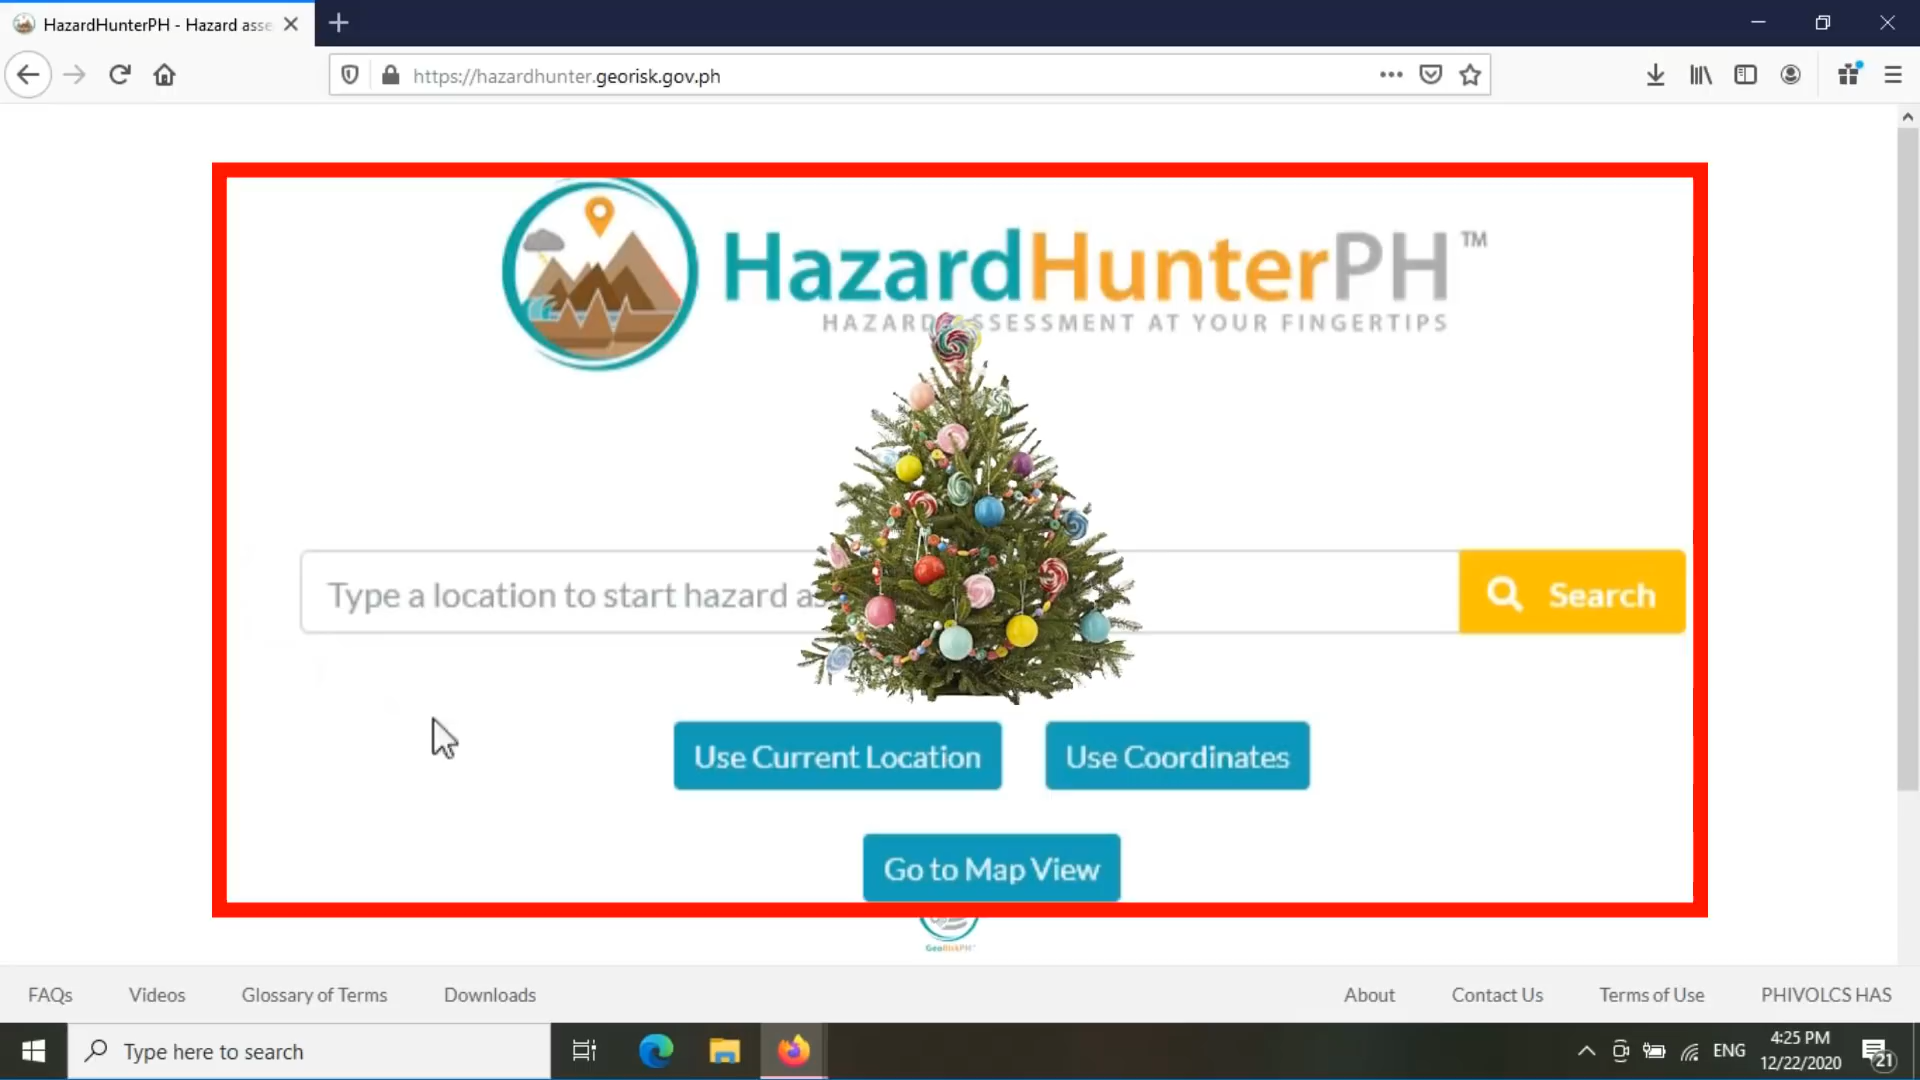 HazardHunterPH - Hazard asse
https://hazardhunter.georisk.gov.ph
HazardHunterPH™
HAZARD ASSESSMENT AT YOUR FINGERTIPS
Type a location to start hazard as
Search
Use Current Location
Use Coordinates
Go to Map View
GeoRiskPH
FAQs
Videos
Glossary of Terms
Downloads
About
Contact Us
Terms of Use
PHIVOLCS HAS
Type here to search
ENG
4:25 PM
12/22/2020
21